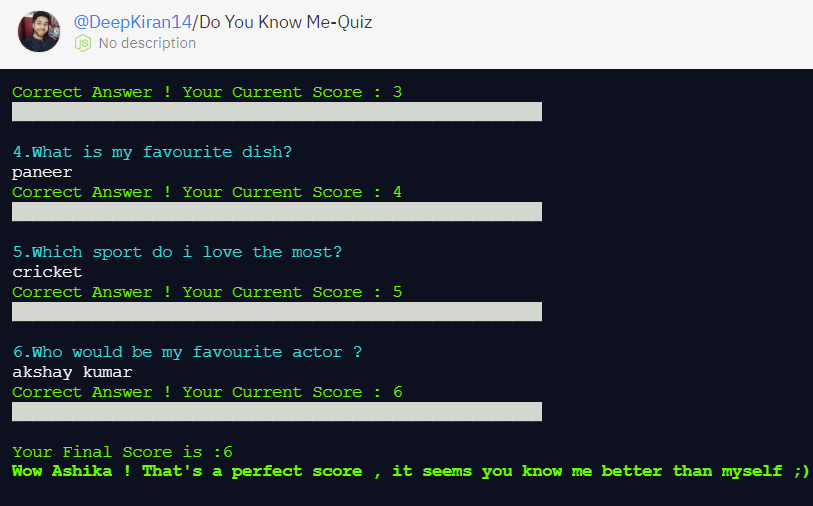 @DeepKiran14/Do You Know Me-Quiz
No description
Correct Answer ! Your Current Score : 3
4.What is my favourite dish?
paneer
Correct Answer ! Your Current Score : 4
5.Which sport do i love the most?
cricket
Correct Answer ! Your Current Score : 5
6.Who would be my favourite actor ?
akshay kumar
Correct Answer ! Your Current Score : 6
Your Final Score is :6
Wow Ashika ! That's a perfect score , it seems you know me better than myself ;)